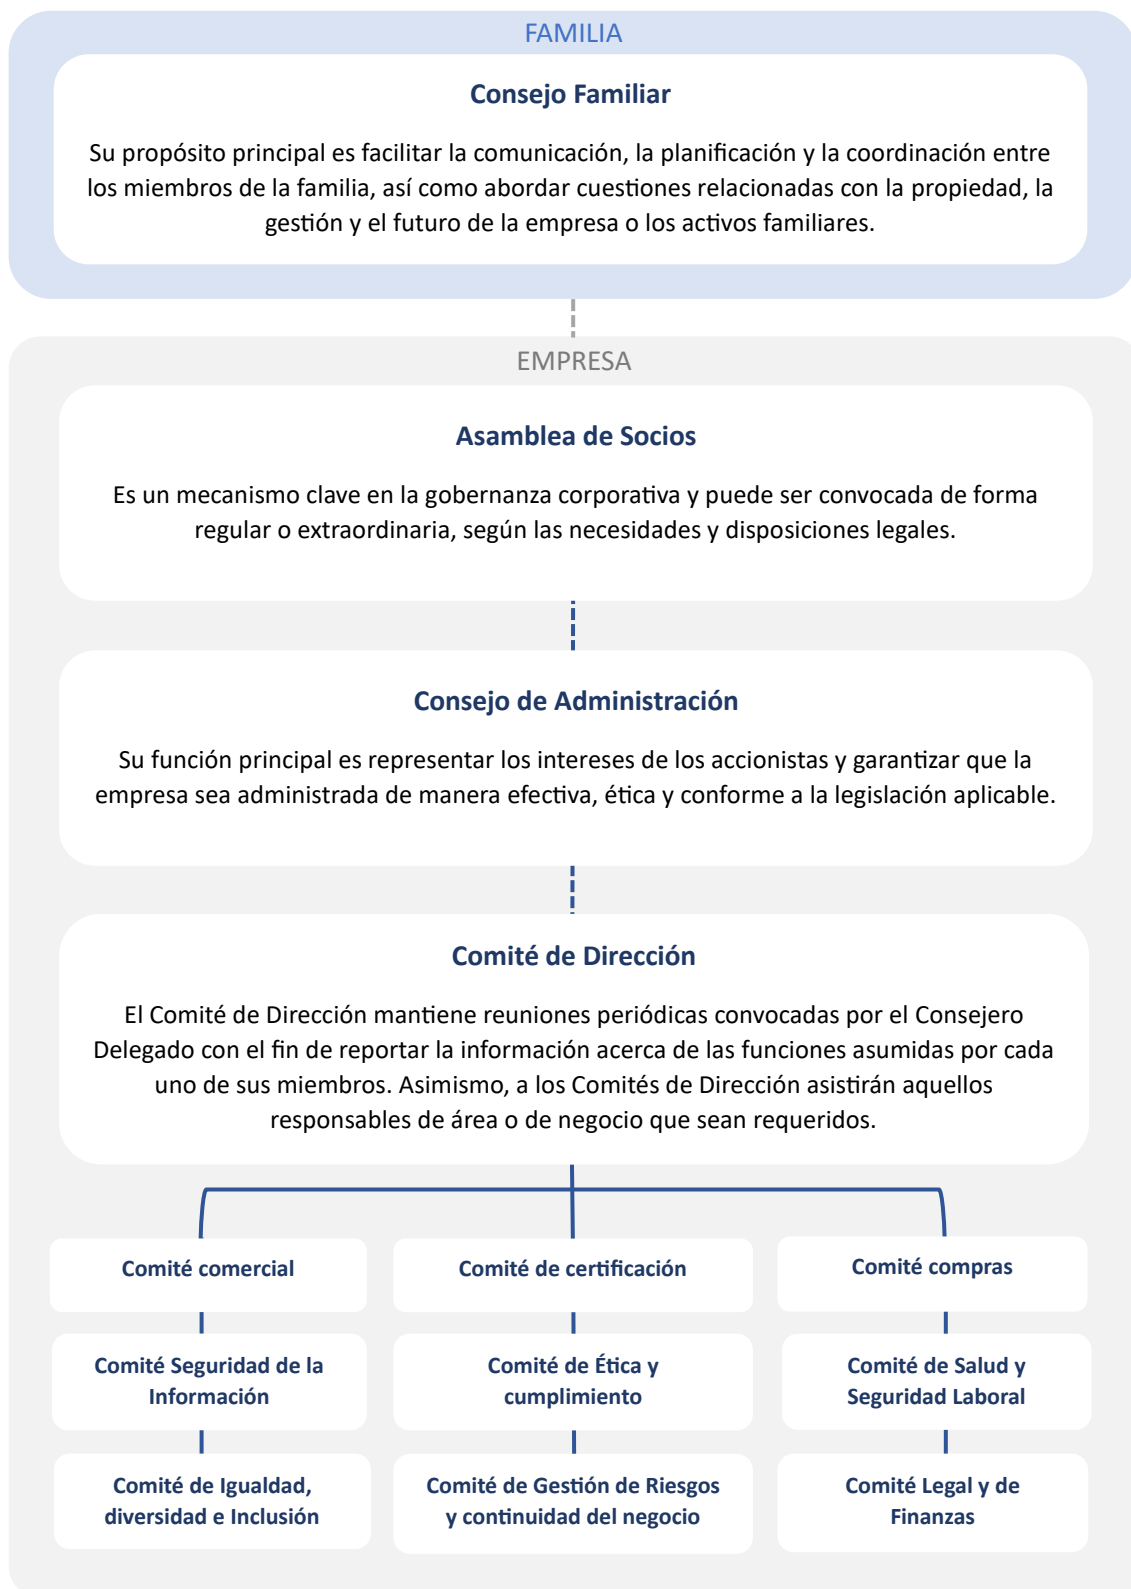 FAMILIA
Consejo Familiar
Su propósito principal es facilitar la comunicación, la planificación y la coordinación entre
los miembros de la familia, así como abordar cuestiones relacionadas con la propiedad, la
gestión y el futuro de la empresa o los activos familiares.
EMPRESA
Asamblea de Socios
Es un mecanismo clave en la gobernanza corporativa y puede ser convocada de forma
regular o extraordinaria, según las necesidades y disposiciones legales.
Consejo de Administración
Su función principal es representar los intereses de los accionistas y garantizar que la
empresa sea administrada de manera efectiva, ética y conforme a la legislación aplicable.
Comité de Dirección
El Comité de Dirección mantiene reuniones periódicas convocadas por el Consejero
Delegado con el fin de reportar la información acerca de las funciones asumidas por cada
uno de sus miembros. Asimismo, a los Comités de Dirección asistirán aquellos
responsables de área o de negocio que sean requeridos.
Comité comercial
Comité de certificación
Comité compras
Comité Seguridad de la
Información
Comité de Ética y
cumplimiento
Comité de Salud y
Seguridad Laboral
Comité de Igualdad,
diversidad e Inclusión
Comité de Gestión de Riesgos
y continuidad del negocio
Comité Legal y de
Finanzas